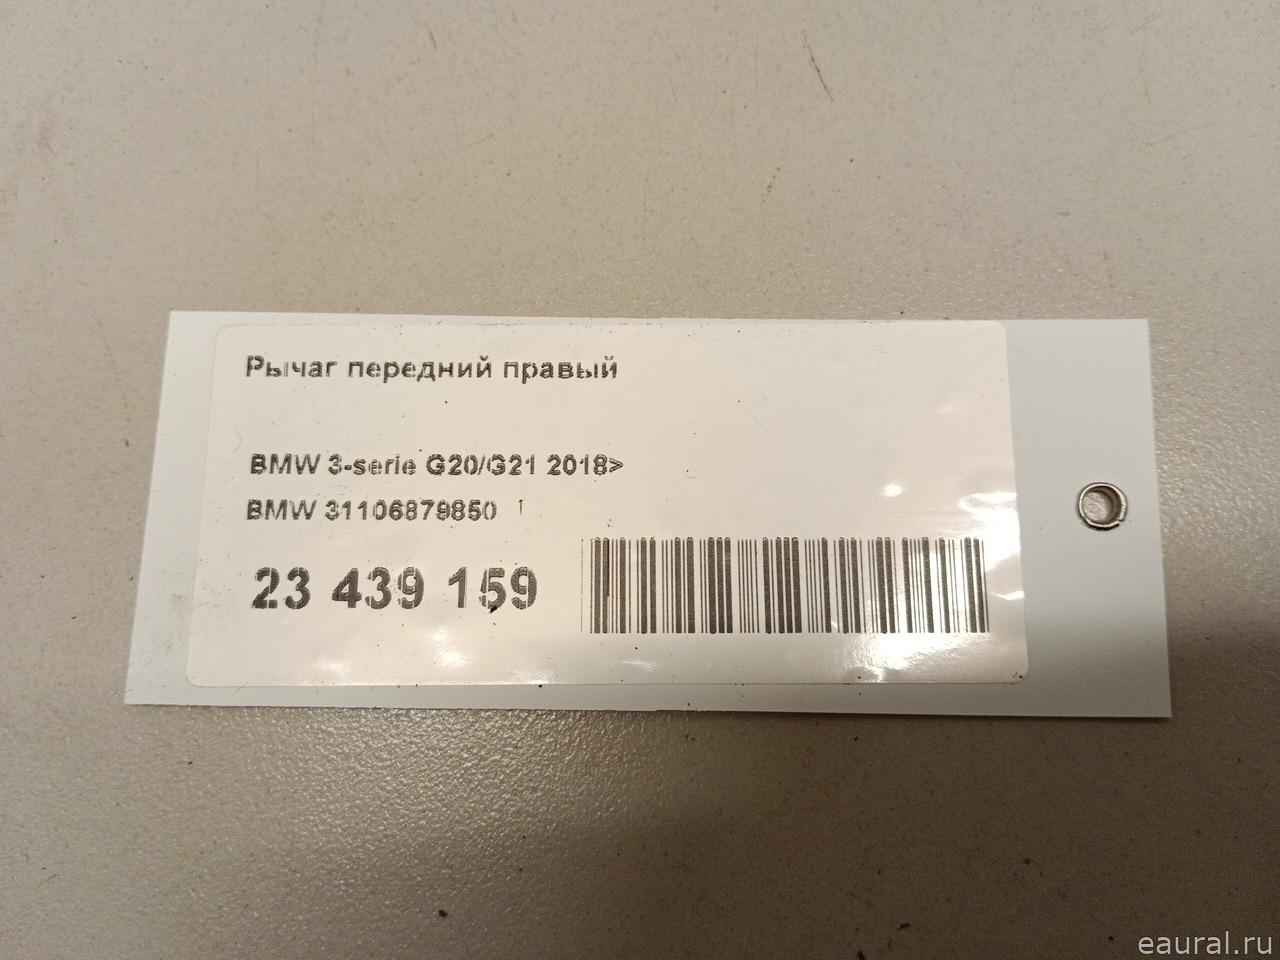 Рычаг передний правый
BMW 3-serie G20/G21 2018>
BMW 31106879850
23 439 159
eaural.ru